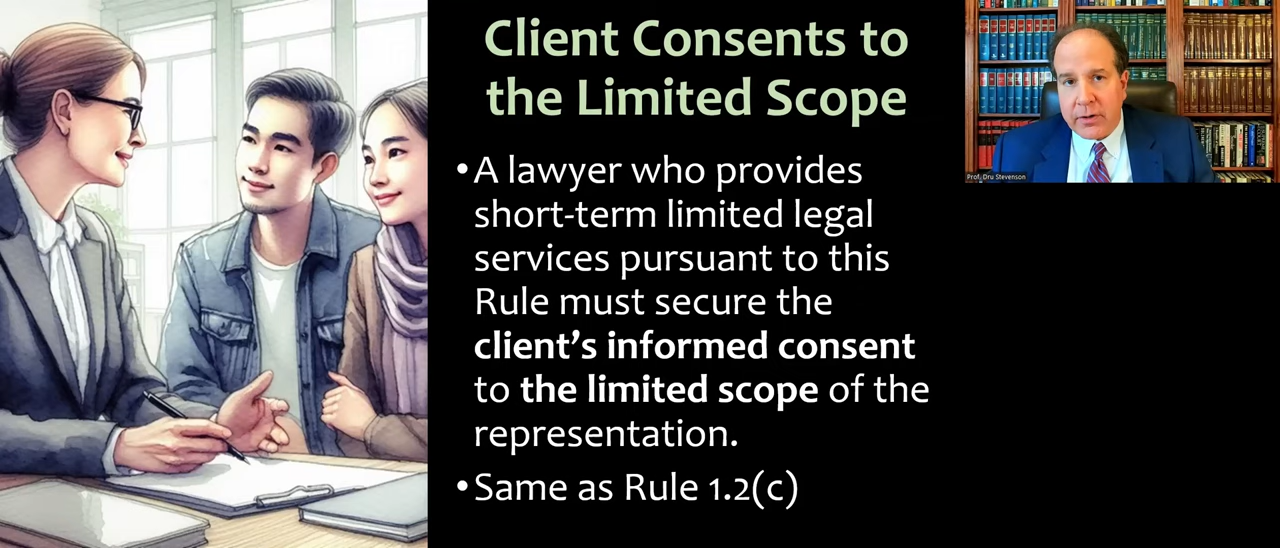 Client Consents to
the Limited Scope
•A lawyer who provides
short-term limited legal
services pursuant to this
Rule must secure the
client’s informed consent
to the limited scope of the
representation.
•Same as Rule 1.2(c)
Prof. Dru Stevenson